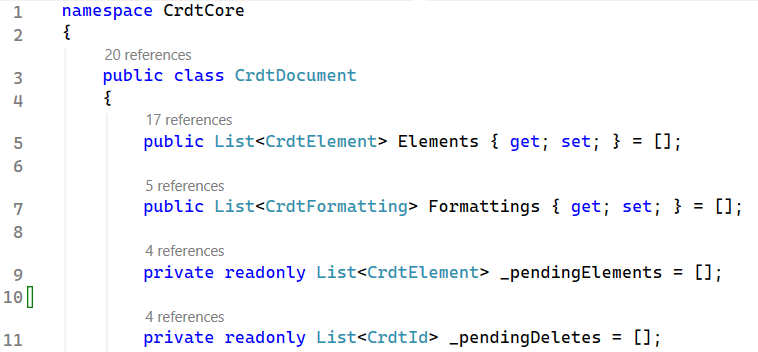 1 namespace CrdtCore
2 {
20 references
3 public class CrdtDocument
4 {
17 references
5 public List<CrdtElement> Elements { get; set; } = [];
6
5 references
7 public List<CrdtFormatting> Formattings { get; set; } = [];
8
4 references
9 private readonly List<CrdtElement> _pendingElements = [];
10
4 references
11 private readonly List<CrdtId> _pendingDeletes = [];